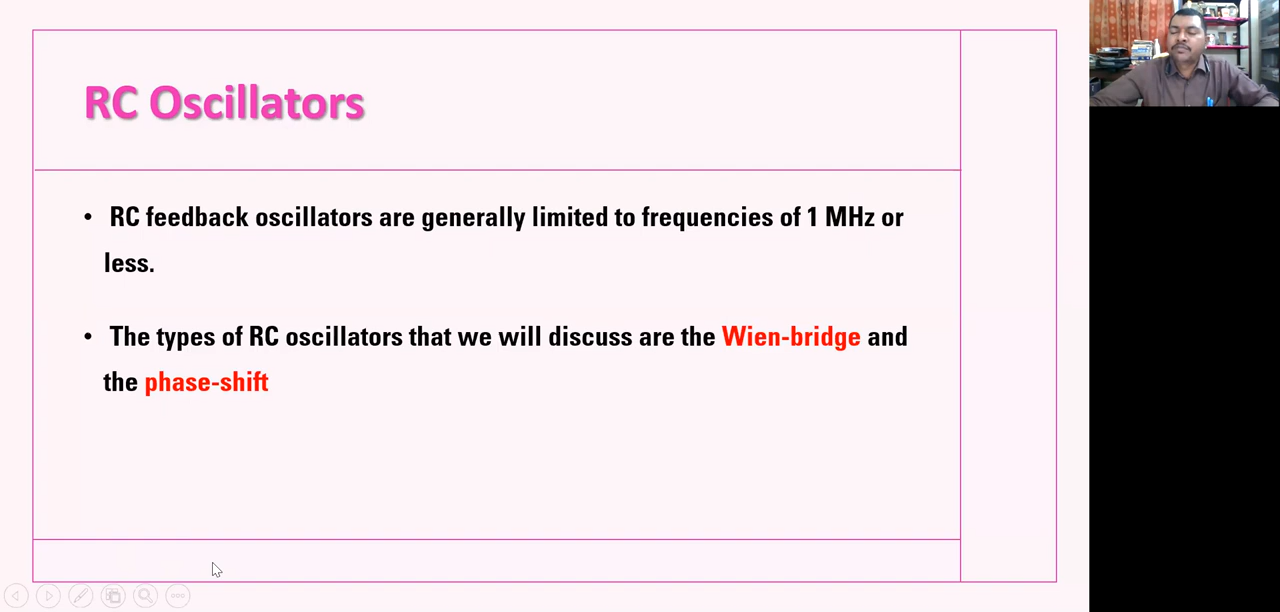 RC Oscillators
• RC feedback oscillators are generally limited to frequencies of 1 MHz or
less.
• The types of RC oscillators that we will discuss are the Wien-bridge and
the phase-shift